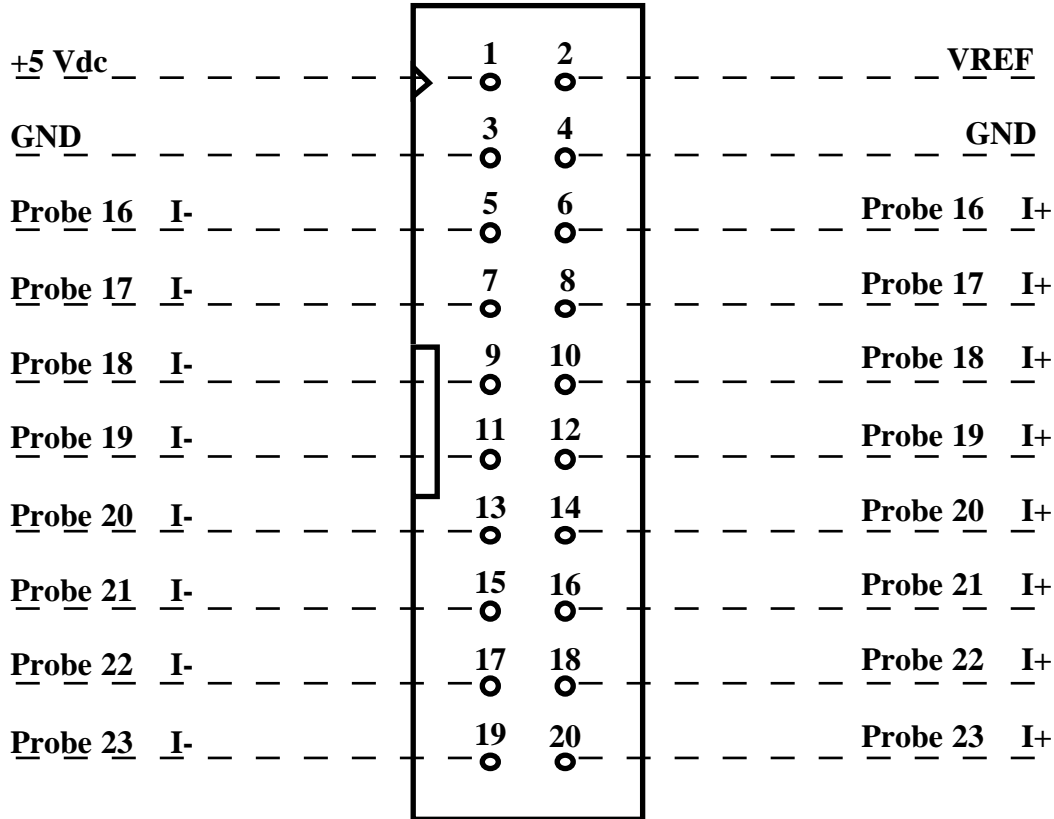 +5 Vdc 1 2 VREF
GND 3 4 GND
Probe 16 I- 5 6 Probe 16 I+
Probe 17 I- 7 8 Probe 17 I+
Probe 18 I- 9 10 Probe 18 I+
Probe 19 I- 11 12 Probe 19 I+
Probe 20 I- 13 14 Probe 20 I+
Probe 21 I- 15 16 Probe 21 I+
Probe 22 I- 17 18 Probe 22 I+
Probe 23 I- 19 20 Probe 23 I+